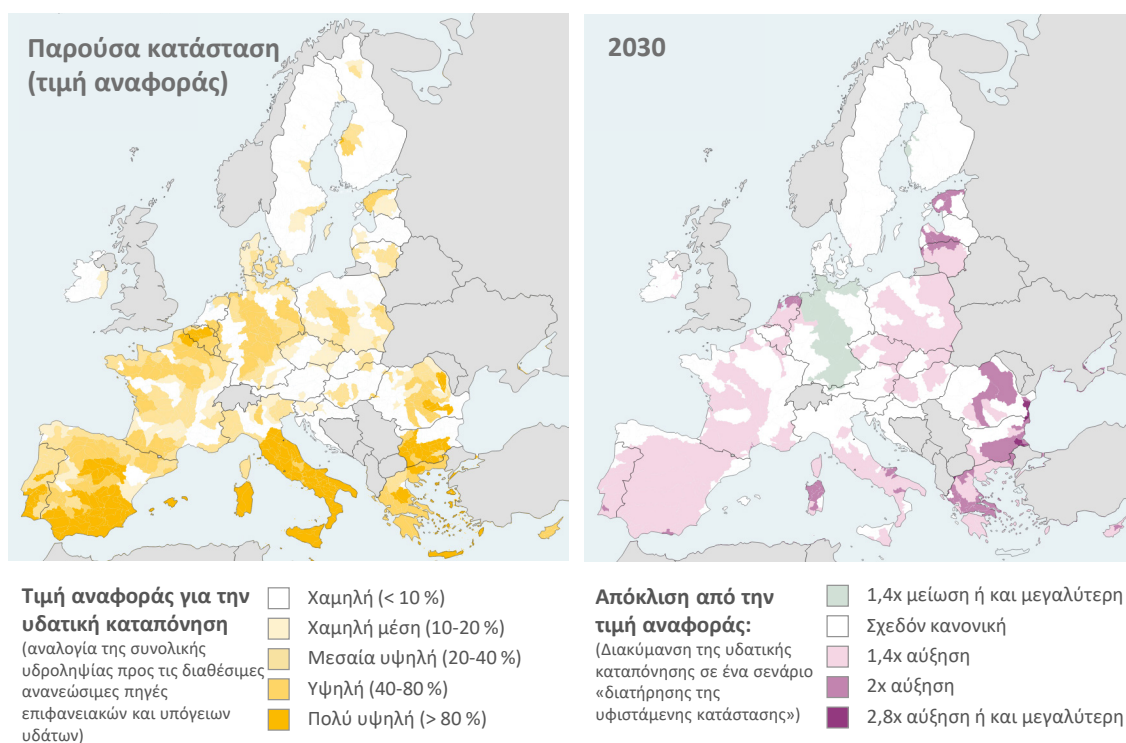 Παρούσα κατάσταση
(τιμή αναφοράς)
2030
Τιμή αναφοράς για την
υδατική καταπόνηση
(αναλογία της συνολικής
υδροληψίας προς τις διαθέσιμες
ανανεώσιμες πηγές
επιφανειακών και υπόγειων
υδάτων)
Χαμηλή (< 10 %)
Χαμηλή μέση (10-20 %)
Μεσαία υψηλή (20-40 %)
Υψηλή (40-80 %)
Πολύ υψηλή (> 80 %)
Απόκλιση από την
τιμή αναφοράς:
(Διακύμανση της υδατικής
καταπόνησης σε ένα σενάριο
«διατήρησης της
υφιστάμενης κατάστασης»)
1,4x μείωση ή και μεγαλύτερη
Σχεδόν κανονική
1,4x αύξηση
2x αύξηση
2,8x αύξηση ή και μεγαλύτερη